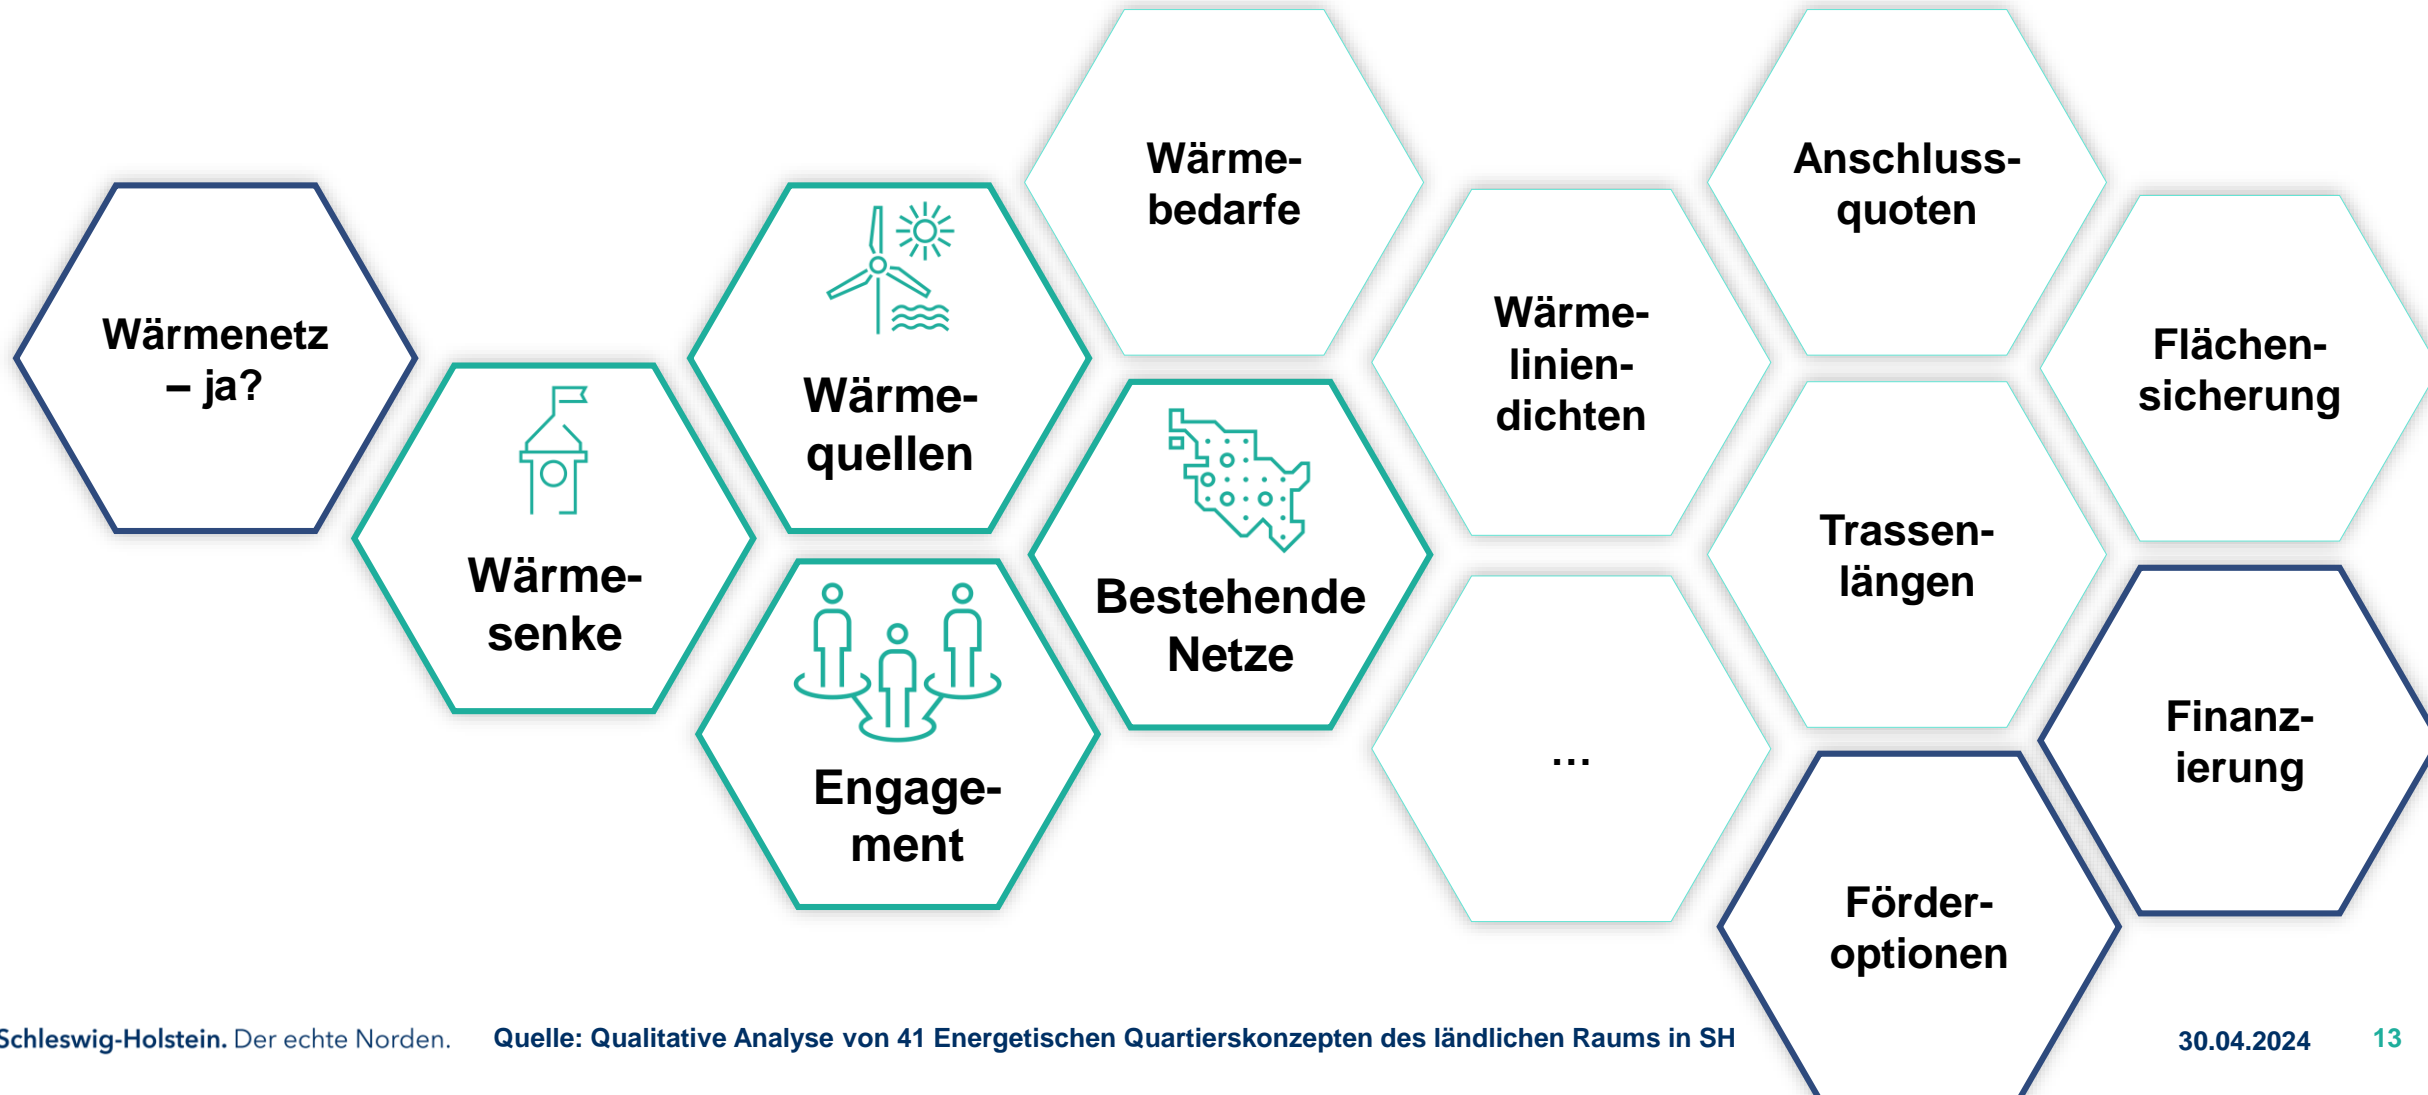 Wärmenetz
– ja?
Wärme-
senke
Wärme-
quellen
Engage-
ment
Wärme-
bedarfe
Bestehende
Netze
Wärme-
linien-
dichten
…
Anschluss-
quoten
Trassen-
längen
Förder-
optionen
Flächen-
sicherung
Finanz-
ierung
Schleswig-Holstein. Der echte Norden.
Quelle: Qualitative Analyse von 41 Energetischen Quartierskonzepten des ländlichen Raums in SH
30.04.2024
13